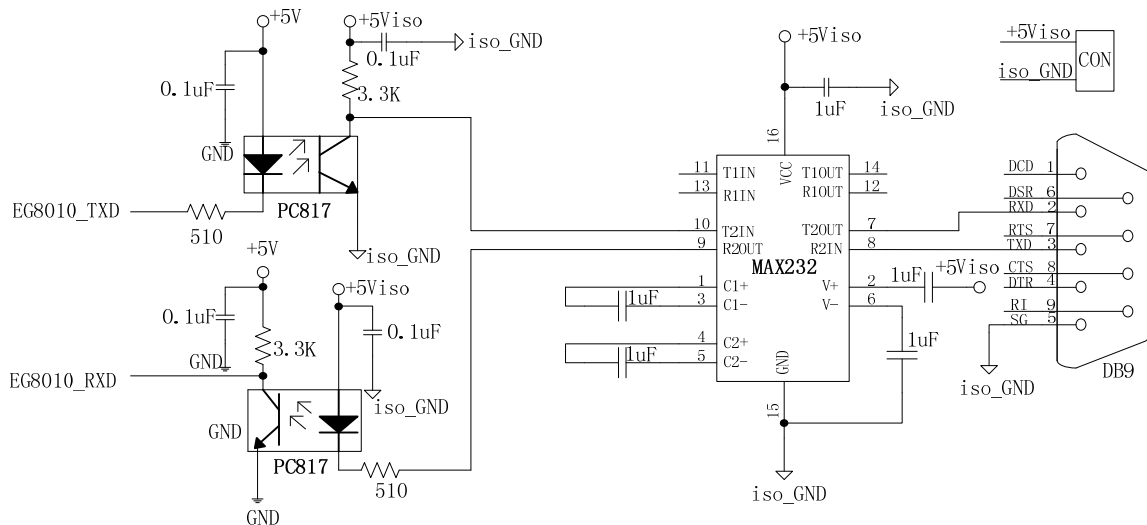 +5V
+5Viso
0.1uF
iso_GND
0.1uF
3.3K
GND
PC817
EG8010_TXD
510
iso_GND
+5V
+5Viso
0.1uF
0.1uF
3.3K
GND
EG8010_RXD
iso_GND
GND
PC817
510
GND
+5Viso
1uF
iso_GND
16
VCC
11 T1IN T1OUT 14
13 R1IN R1OUT 12
10 T2IN T2OUT 7
9 R2OUT R2IN 8
MAX232
1 C1+ V+ 2
1uF
+5Viso
3 C1- V- 6
1uF
4 C2+
1uF
5 C2-
1uF
GND
15
iso_GND
+5Viso
iso_GND
CON
DCD 1
DSR 6
RXD 2
RTS 7
TXD 3
CTS 8
DTR 4
RI 9
SG 5
iso_GND
DB9